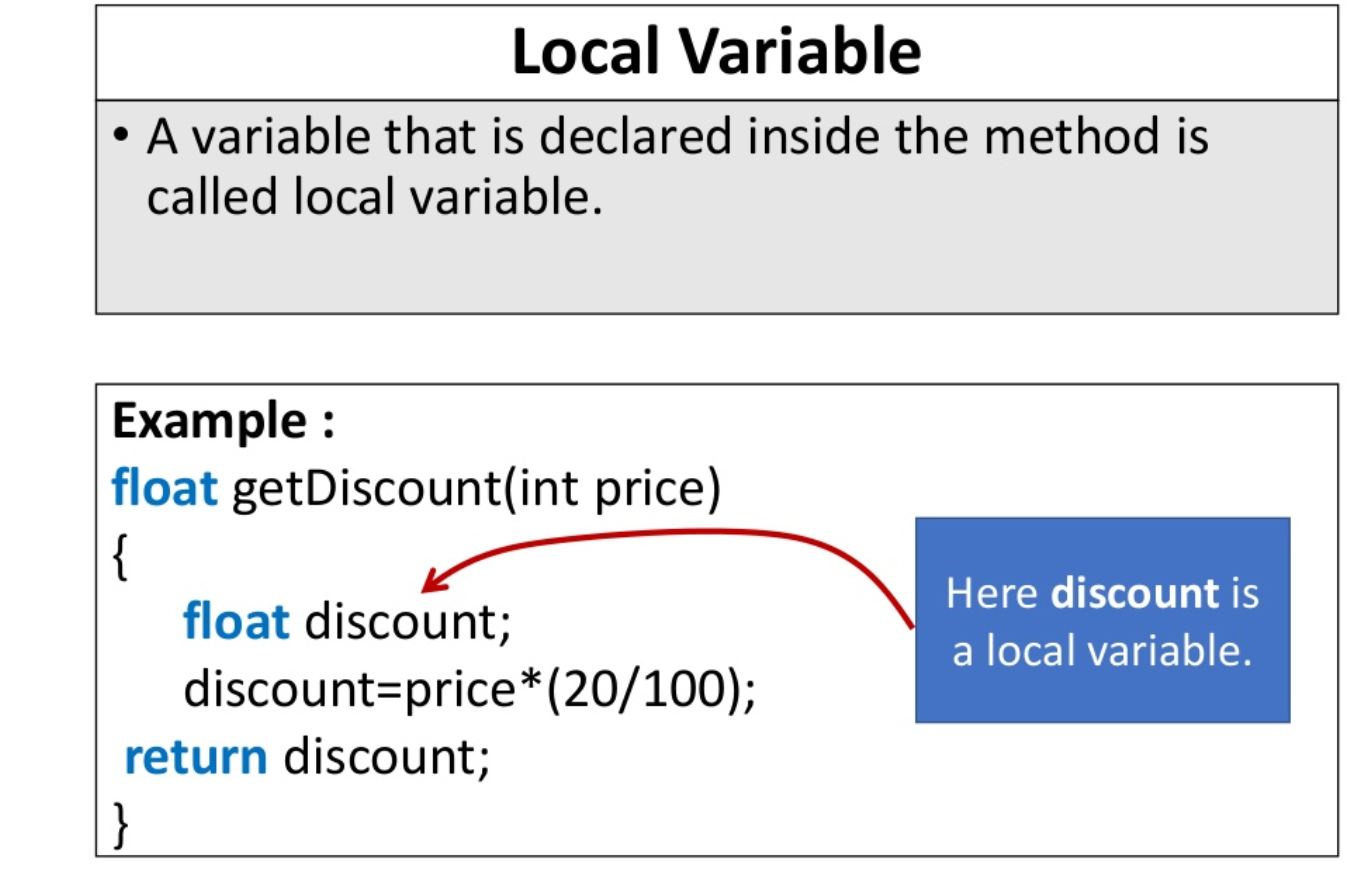 Local Variable
• A variable that is declared inside the method is
called local variable.
Example :
float getDiscount(int price)
{
float discount;
discount=price*(20/100);
return discount;
}
Here discount is
a local variable.